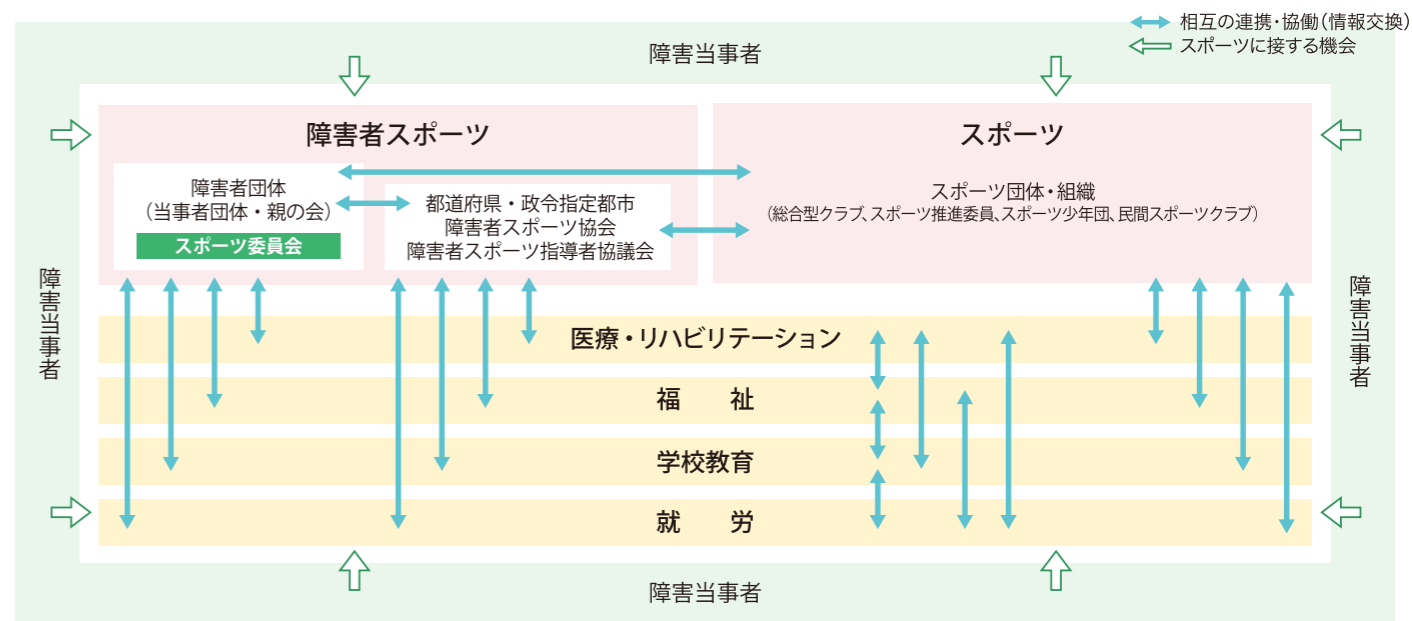 相互の連携・協働(情報交換)
スポーツに接する機会
障害当事者
障害者スポーツ
スポーツ
障害者団体
(当事者団体・親の会)
スポーツ委員会
都道府県・政令指定都市
障害者スポーツ協会
障害者スポーツ指導者協議会
スポーツ団体・組織
(総合型クラブ、スポーツ推進委員、スポーツ少年団、民間スポーツクラブ)
障害当事者
障害当事者
医療・リハビリテーション
福 祉
学校教育
就 労
障害当事者